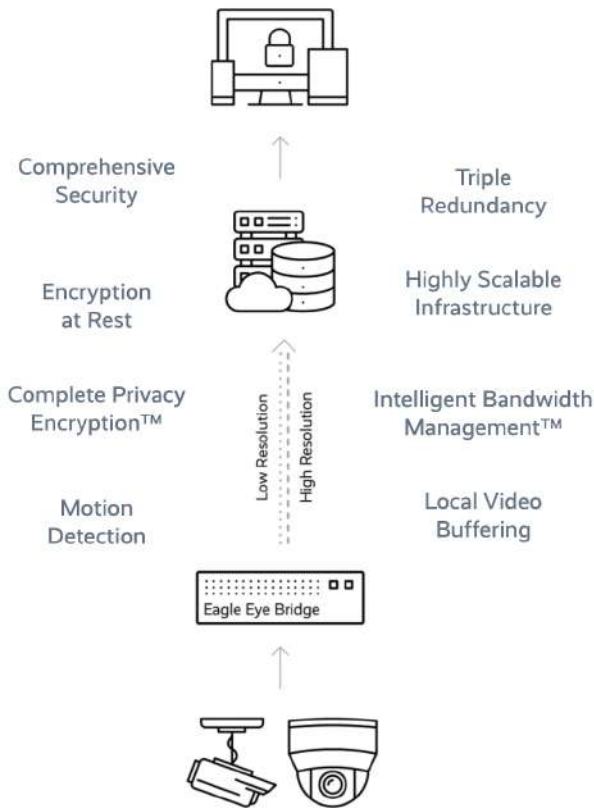 Comprehensive
Security
Triple
Redundancy
Encryption
at Rest
Highly Scalable
Infrastructure
Complete Privacy
Encryption™
Low Resolution
High Resolution
Intelligent Bandwidth
Management™
Motion
Detection
Local Video
Buffering
Eagle Eye Bridge